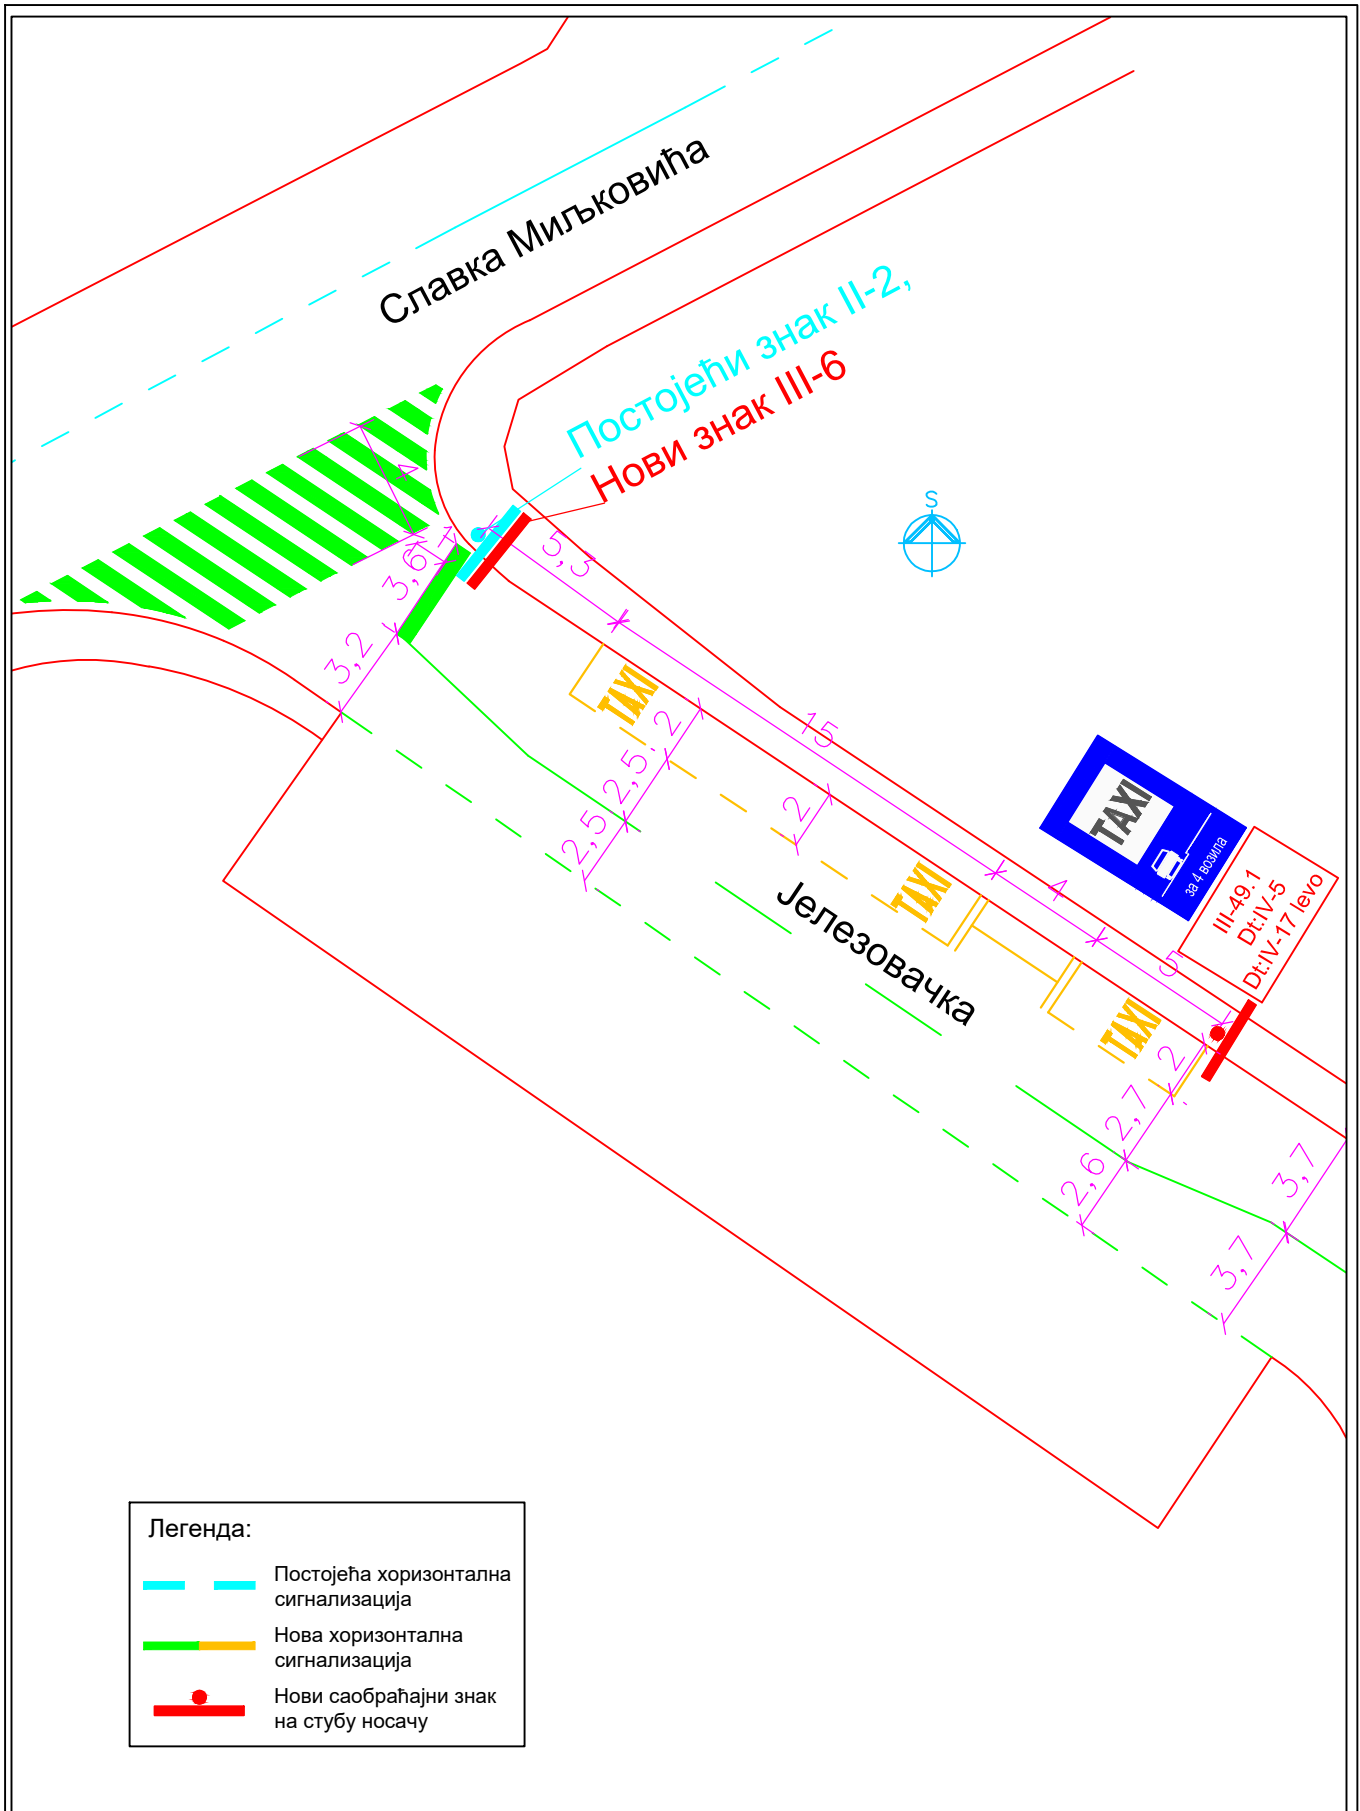 Славка Миљковића
Постојећи знак II-2,
Нови знак III-6
S
4
1
3,6
3,2
5,3
TAXI
2
2,5
2,5
15
2
TAXI
4
Јелезовачка
5
TAXI
TAXI
за 4 возила
III-49.1
Dt:IV-5
Dt:IV-17 levo
2
2,7
2,6
3,7
3,7
Легенда:
Постојећа хоризонтална
сигнализација
Нова хоризонтална
сигнализација
Нови саобраћајни знак
на стубу носачу